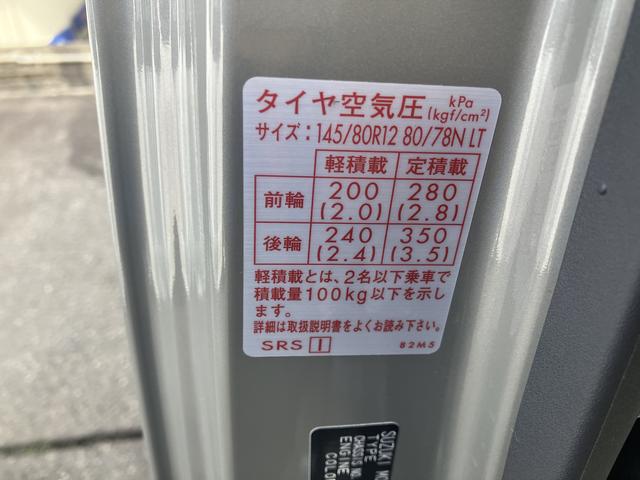 タイヤ空気圧 kPa (kgf/cm²)
サイズ：145/80R12 80/78N LT
軽積載 定積載
前輪 200 (2.0) 280 (2.8)
後輪 240 (2.4) 350 (3.5)
軽積載とは、2名以下乗車で
積載量100kg以下を示し
ます。
詳細は取扱説明書をよくお読み下さい。
SRS I 82M5
SUZUKI
TYPE
CHASSIS NO.
ENGINE
COLO